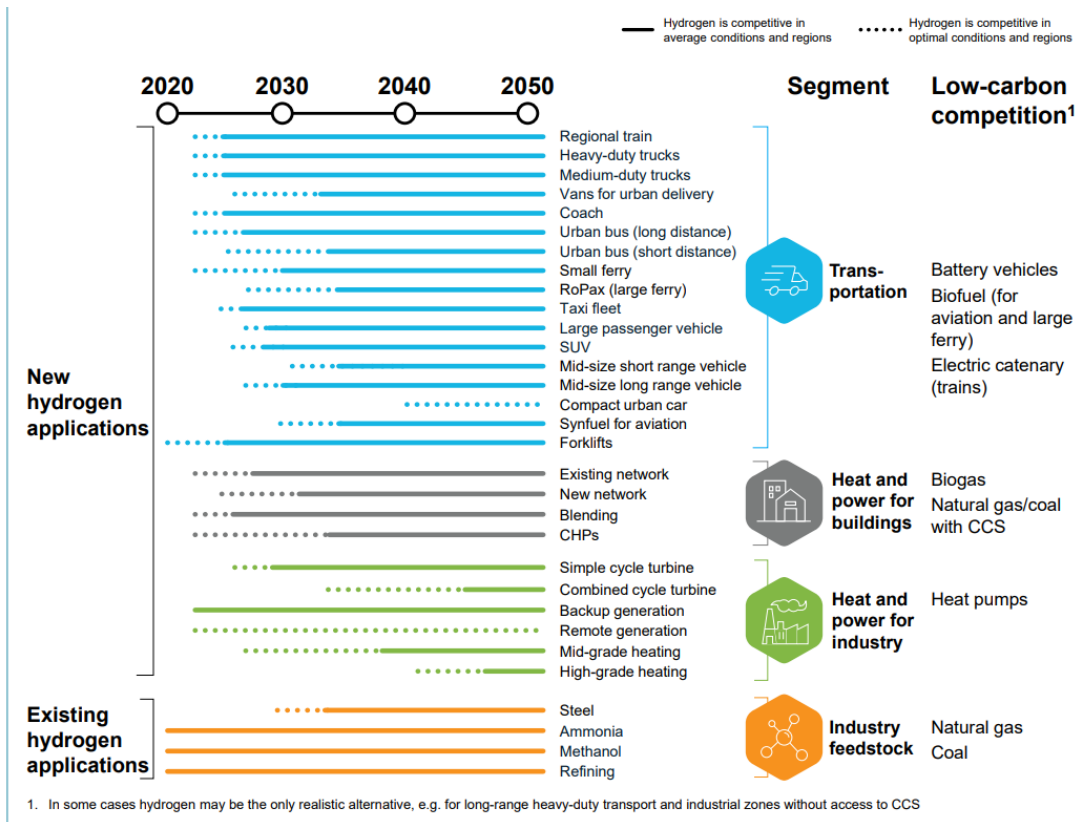 Hydrogen is competitive in
average conditions and regions
Hydrogen is competitive in
optimal conditions and regions
2020
2030
2040
2050
Segment
Low-carbon
competition1
New
hydrogen
applications
Regional train
Heavy-duty trucks
Medium-duty trucks
Vans for urban delivery
Coach
Urban bus (long distance)
Urban bus (short distance)
Small ferry
RoPax (large ferry)
Taxi fleet
Large passenger vehicle
SUV
Mid-size short range vehicle
Mid-size long range vehicle
Compact urban car
Synfuel for aviation
Forklifts
Trans-
portation
Battery vehicles
Biofuel (for
aviation and large
ferry)
Electric catenary
(trains)
Existing network
New network
Blending
CHPs
Heat and
power for
buildings
Biogas
Natural gas/coal
with CCS
Simple cycle turbine
Combined cycle turbine
Backup generation
Remote generation
Mid-grade heating
High-grade heating
Heat and
power for
industry
Heat pumps
Existing
hydrogen
applications
Steel
Ammonia
Methanol
Refining
Industry
feedstock
Natural gas
Coal
1. In some cases hydrogen may be the only realistic alternative, e.g. for long-range heavy-duty transport and industrial zones without access to CCS